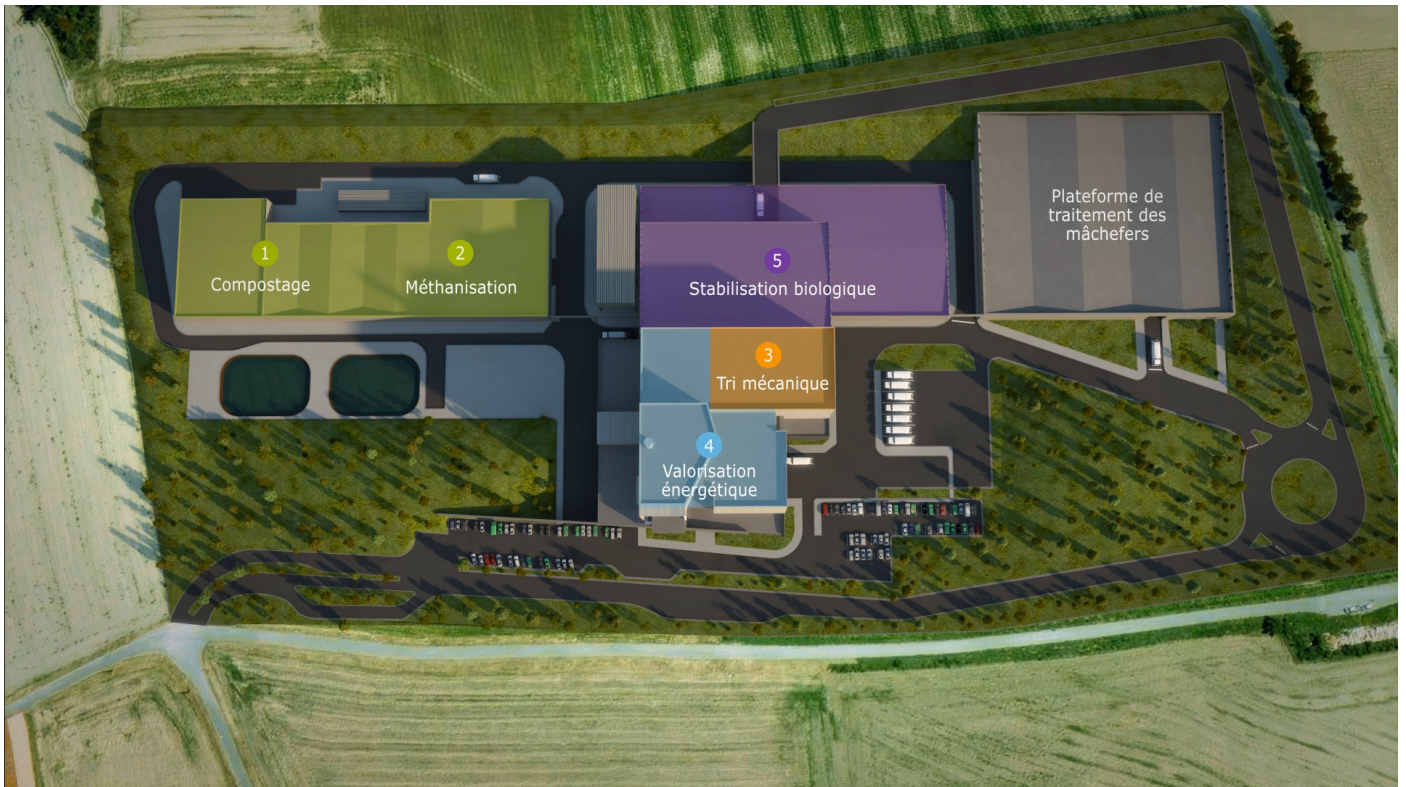 1
Compostage
2
Méthanisation
5
Stabilisation biologique
Plateforme de
traitement des
mâchefers
3
Tri mécanique
4
Valorisation
énergétique